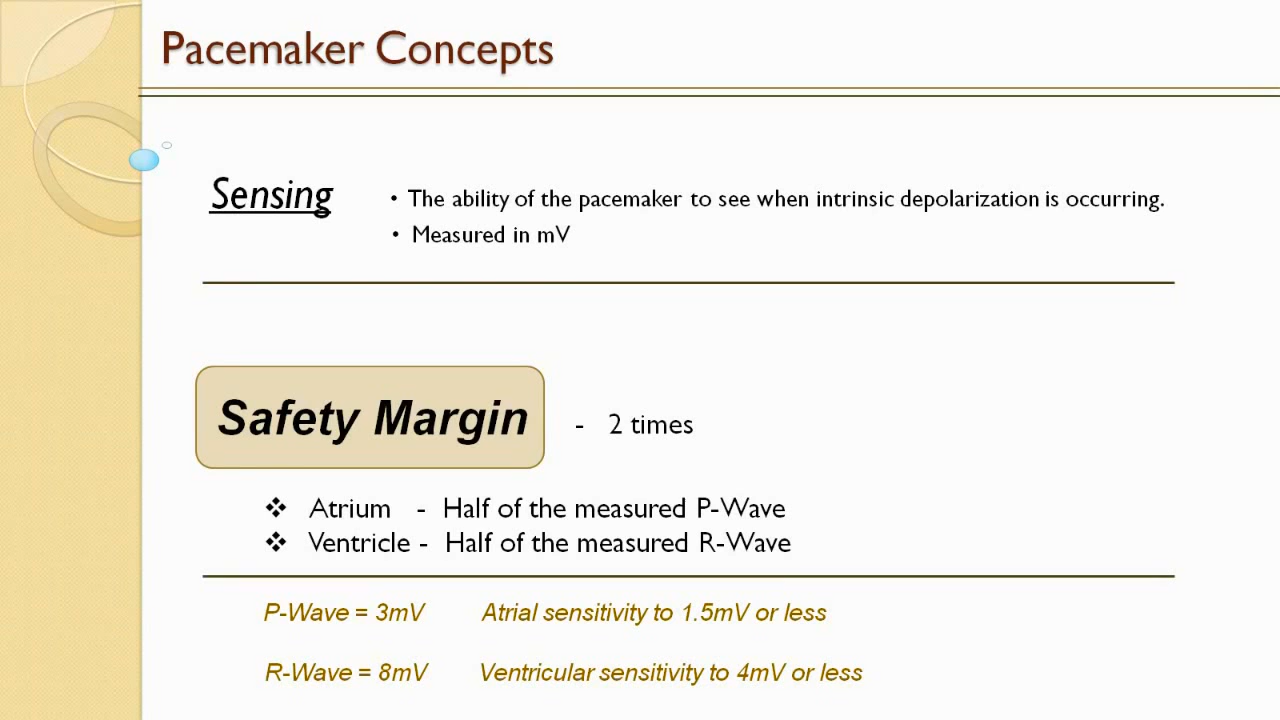 Pacemaker Concepts
Sensing
• The ability of the pacemaker to see when intrinsic depolarization is occurring.
• Measured in mV
Safety Margin - 2 times
❖ Atrium - Half of the measured P-Wave
❖ Ventricle - Half of the measured R-Wave
P-Wave = 3mV Atrial sensitivity to 1.5mV or less
R-Wave = 8mV Ventricular sensitivity to 4mV or less